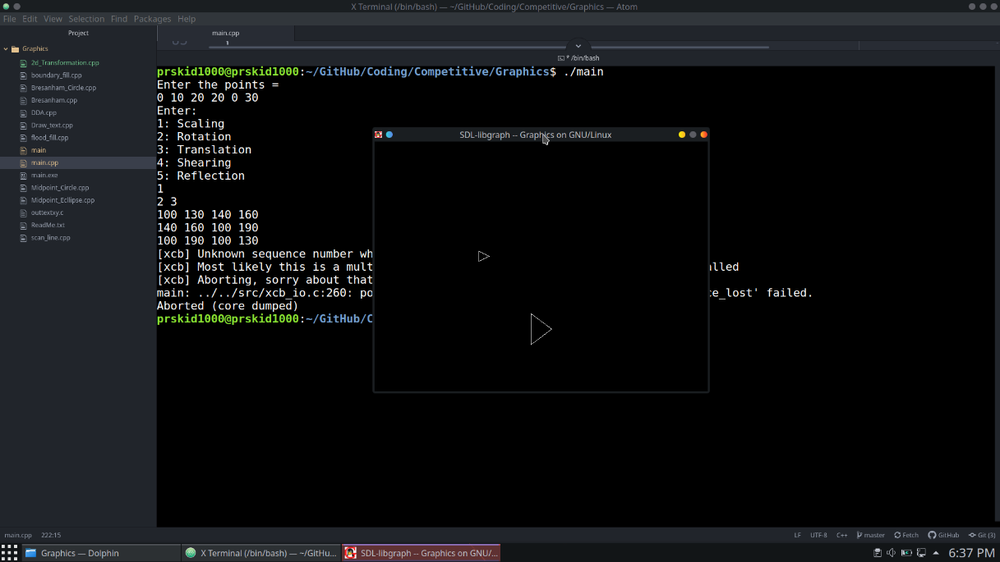 X Terminal (/bin/bash) — ~/GitHub/Coding/Competitive/Graphics — Atom
File Edit View Selection Find Packages Help
Project
main.cpp
Graphics
* /bin/bash
2d_Transformation.cpp
boundary_fill.cpp
Bresanham_Circle.cpp
Bresanham.cpp
DDA.cpp
Draw_text.cpp
flood_fill.cpp
main
main.cpp
main.exe
Midpoint_Circle.cpp
Midpoint_Ecllipse.cpp
outtextxy.c
ReadMe.txt
scan_line.cpp
prskid1000@prskid1000:~/GitHub/Coding/Competitive/Graphics$ ./main
Enter the points =
0 10 20 20 0 30
Enter:
1: Scaling
2: Rotation
3: Translation
4: Shearing
5: Reflection
1
2 3
100 130 140 160
140 160 100 190
100 190 100 130
[xcb] Unknown sequence number wh
[xcb] Most likely this is a mult lled
[xcb] Aborting, sorry about that
main: ../../src/xcb_io.c:260: po ce_lost' failed.
Aborted (core dumped)
prskid1000@prskid1000:~/GitHub/C
SDL-libgraph -- Graphics on GNU/Linux
main.cpp 222:15
LF UTF-8 C++ master Fetch GitHub Git (3)
Graphics — Dolphin
X Terminal (/bin/bash) — ~/GitHu...
SDL-libgraph -- Graphics on GNU/...
6:37 PM